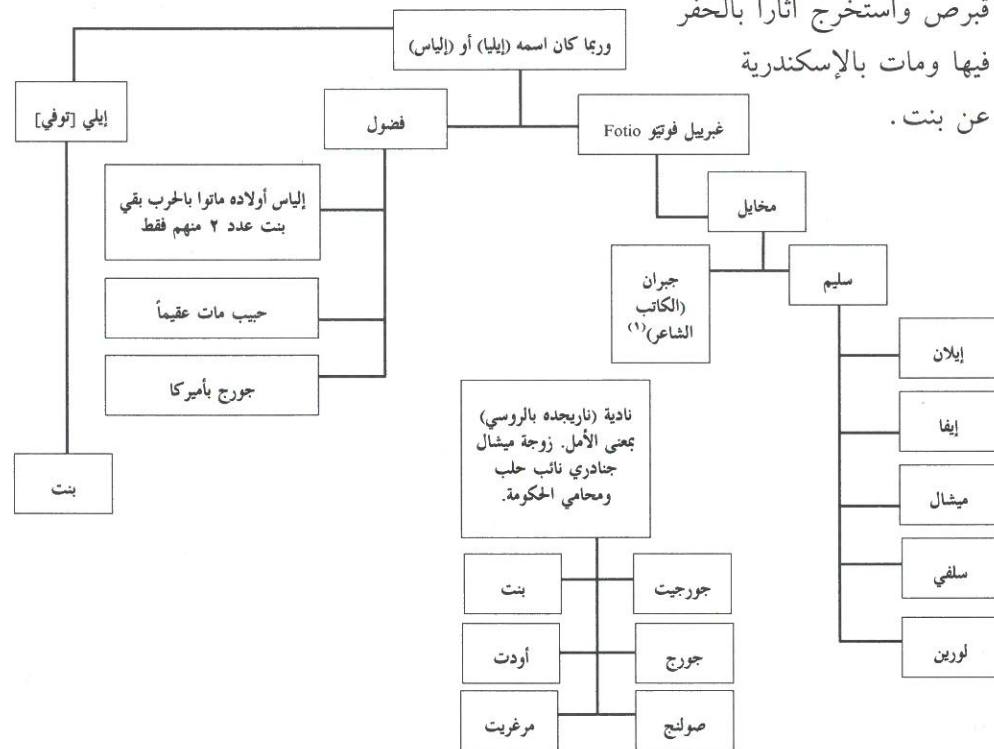 قبرص واستخرج آثاراً بالحفر
فيها ومات بالإسكندرية
عن بنت.
وربما كان اسمه (إيليا) أو (إلياس)
إيلي [توفي]
فضول
غبرييل فوتيّو Fotio
إلياس أولاده ماتوا بالحرب بقي
بنت عدد ٢ منهم فقط
مخايل
جبران
(الكاتب
الشاعر)(١)
سليم
حبيب مات عقيماً
جورج بأميركا
إيلان
إيفا
ميشال
سلفي
لورين
بنت
نادية (ناريجده بالروسي)
بمعنى الأمل. زوجة ميشال
جنادري نائب حلب
ومحامي الحكومة.
جورجيت
بنت
جورج
أودت
صولنج
مرغريت